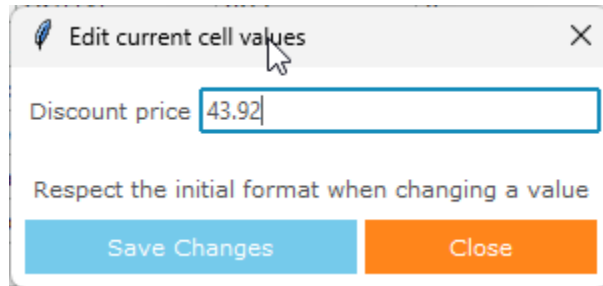 Edit current cell values
Discount price 43.92
Respect the initial format when changing a value
Save Changes Close